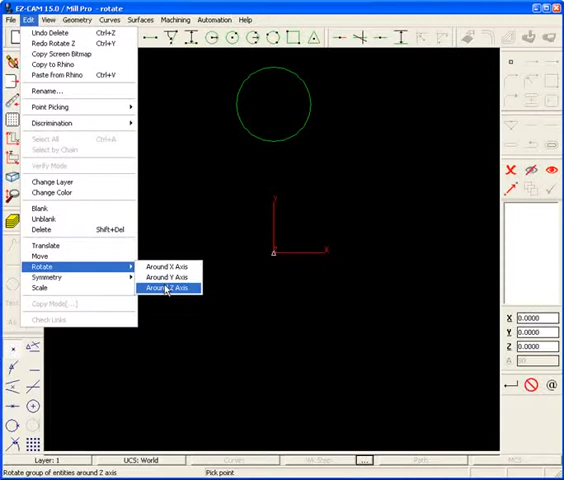 EZ-CAM 15.0 / Mill Pro - rotate
File Edit View Geometry Curves Surfaces Machining Automation Help
Undo Delete Ctrl+Z
Redo Rotate Z Ctrl+Y
Copy Screen Bitmap
Copy to Rhino
Paste from Rhino Ctrl+V
Rename...
Point Picking
Discrimination
Select All Ctrl+A
Select by Chain
Verify Mode
Change Layer
Change Color
Blank
Unblank
Delete Shift+Del
Translate
Move
Rotate
Symmetry
Scale
Copy Mode[...]
Check Links
Around X Axis
Around Y Axis
Around Z Axis
Y
X
X 0.0000
Y 0.0000
Z 0.0000
Layer: 1 UCS: World Curve: ... Path: MCS
Rotate group of entities around Z axis Pick point